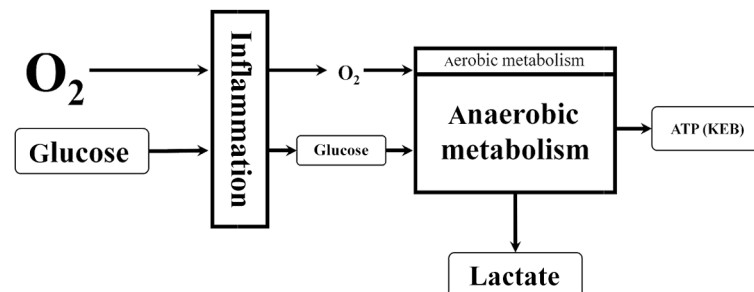 O2
Glucose
Inflammation
O2
Glucose
Aerobic metabolism
Anaerobic
metabolism
ATP (KEB)
Lactate